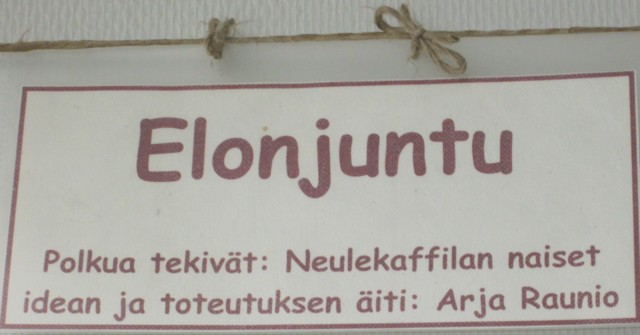 Elonjuntu
Polkua tekivät: Neulekaffilan naiset
idean ja toteutuksen äiti: Arja Raunio